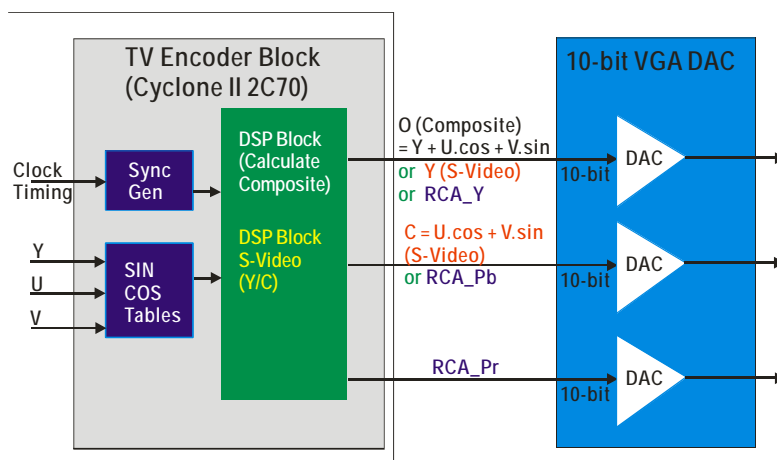 TV Encoder Block
(Cyclone II 2C70)
Clock
Timing
Sync
Gen
Y
U
V
SIN
COS
Tables
DSP Block
(Calculate
Composite)
DSP Block
S-Video
(Y/C)
O (Composite)
= Y + U.cos + V.sin
or Y (S-Video)
or RCA_Y
C = U.cos + V.sin
(S-Video)
or RCA_Pb
RCA_Pr
10-bit VGA DAC
DAC
10-bit
DAC
10-bit
DAC
10-bit